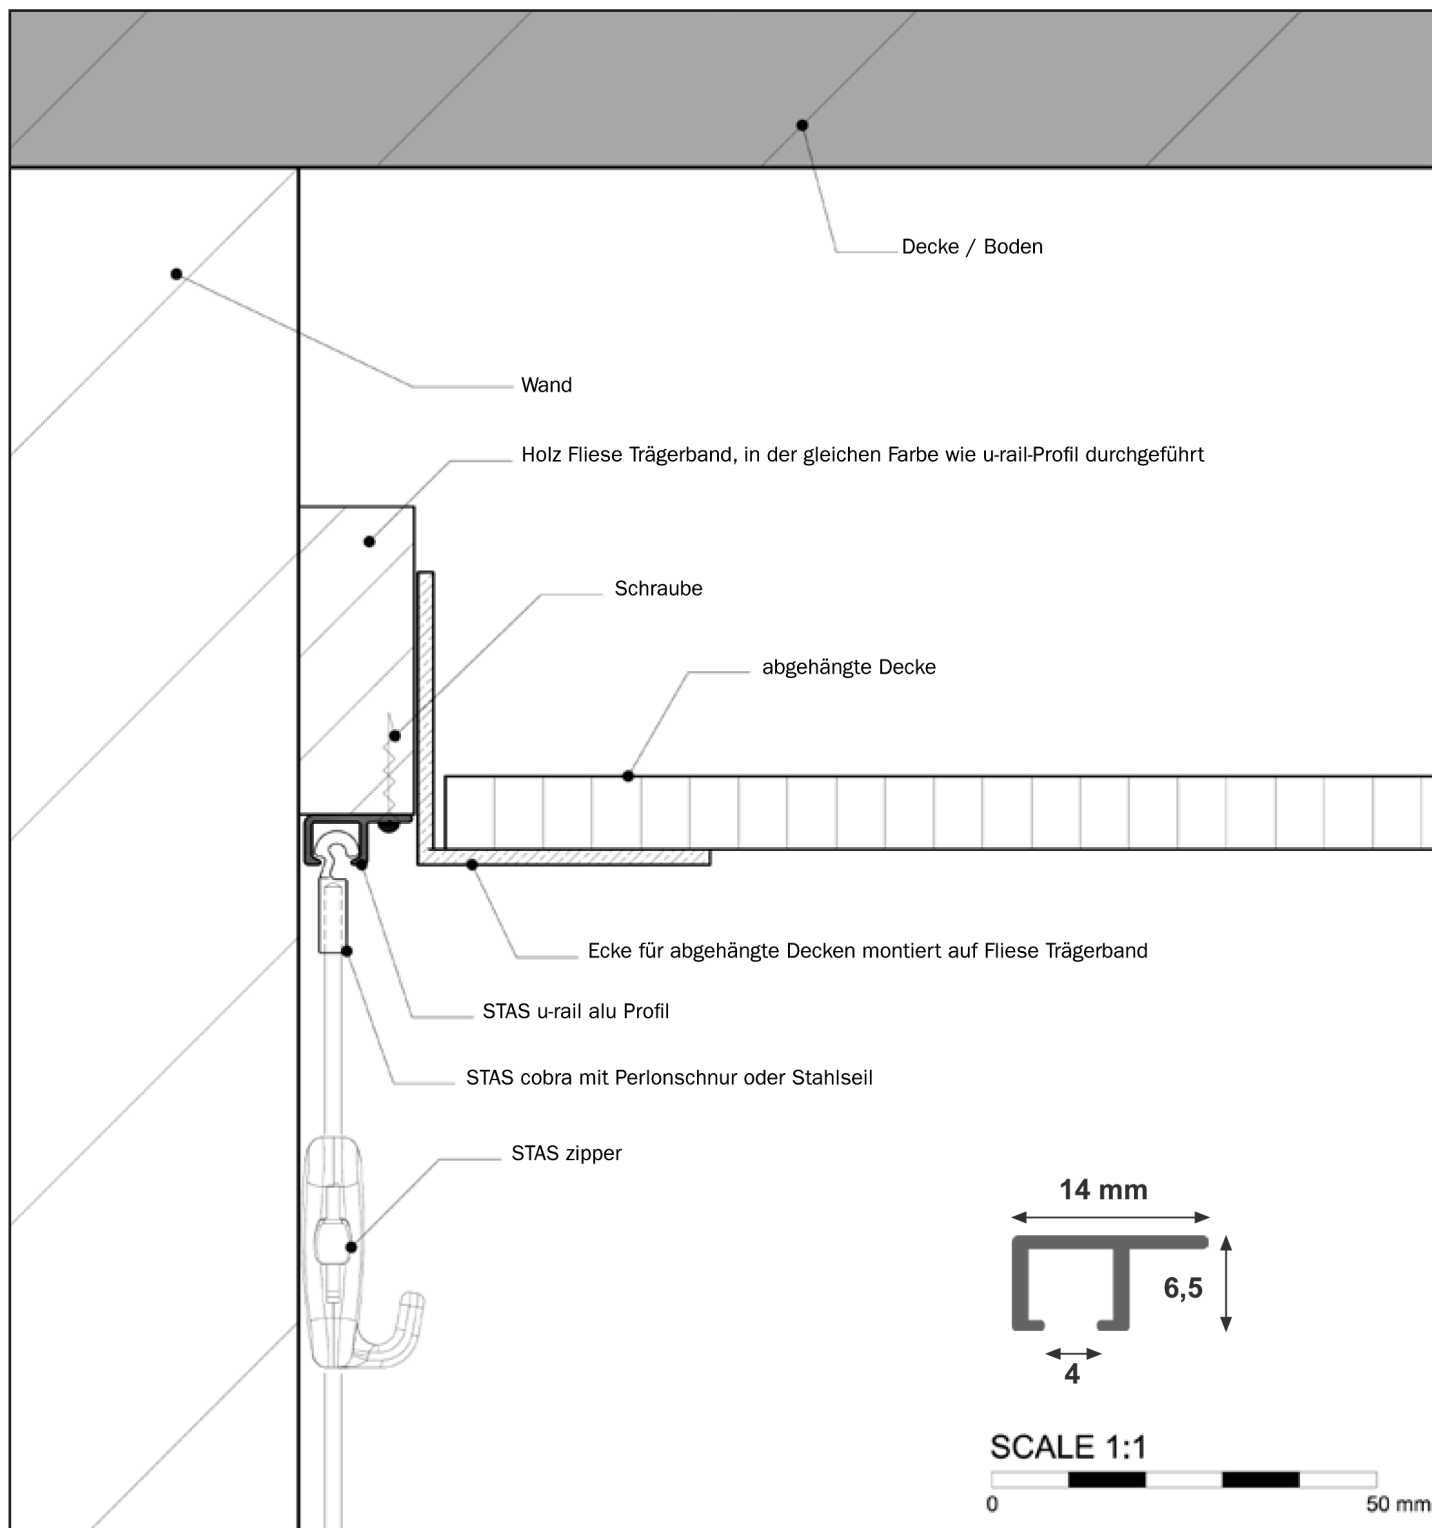 Decke / Boden
Wand
Holz Fliese Trägerband, in der gleichen Farbe wie u-rail-Profil durchgeführt
Schraube
abgehängte Decke
Ecke für abgehängte Decken montiert auf Fliese Trägerband
STAS u-rail alu Profil
STAS cobra mit Perlonschnur oder Stahlseil
STAS zipper
14 mm
6,5
4
SCALE 1:1
0 50 mm